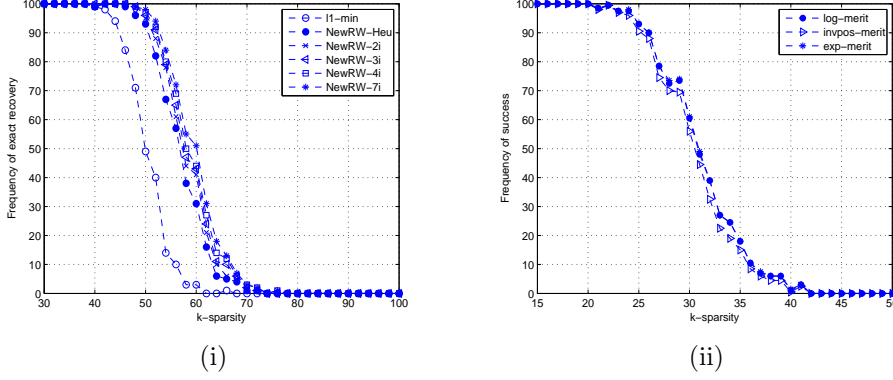 Frequency of exact recovery
100
90
80
70
60
50
40
30
20
10
0
30 40 50 60 70 80 90 100
k-sparsity
l1-min
NewRW-Heu
NewRW-2i
NewRW-3i
NewRW-4i
NewRW-7i
(i)
Frequency of success
100
90
80
70
60
50
40
30
20
10
0
15 20 25 30 35 40 45 50
k-sparsity
log-merit
invpos-merit
exp-merit
(ii)